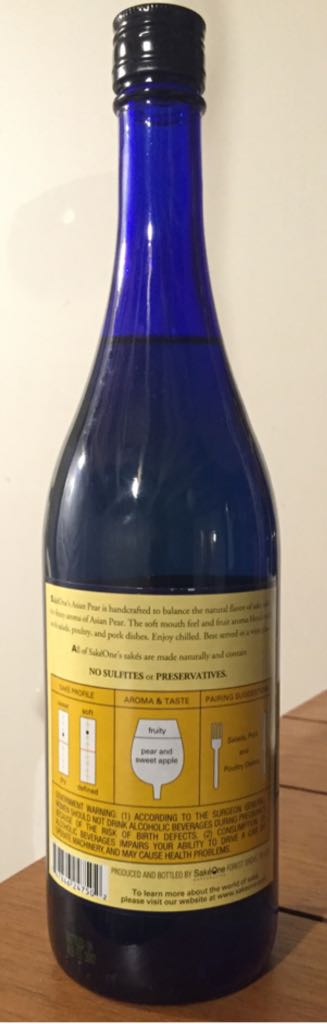 SakéOne's Asian Pear is handcrafted to balance the natural flavor of sake
aroma of Asian Pear. The soft mouth feel and fruit aroma
salads, poultry, and pork dishes. Enjoy chilled. Best served in a wine
All of SakéOne's sakés are made naturally and contain
NO SULFITES or PRESERVATIVES.
SAKE PROFILE
sweet soft
dry defined
AROMA & TASTE
fruity
pear and
sweet apple
PAIRING SUGGESTIONS
Salads, Pork
and
Poultry Dishes
GOVERNMENT WARNING: (1) ACCORDING TO THE SURGEON GENERAL,
WOMEN SHOULD NOT DRINK ALCOHOLIC BEVERAGES DURING PREGNANCY
BECAUSE OF THE RISK OF BIRTH DEFECTS. (2) CONSUMPTION OF
ALCOHOLIC BEVERAGES IMPAIRS YOUR ABILITY TO DRIVE A CAR OR
OPERATE MACHINERY, AND MAY CAUSE HEALTH PROBLEMS.
PRODUCED AND BOTTLED BY SakéOne FOREST GROVE
To learn more about the world of sake,
please visit our website at www.sakeone